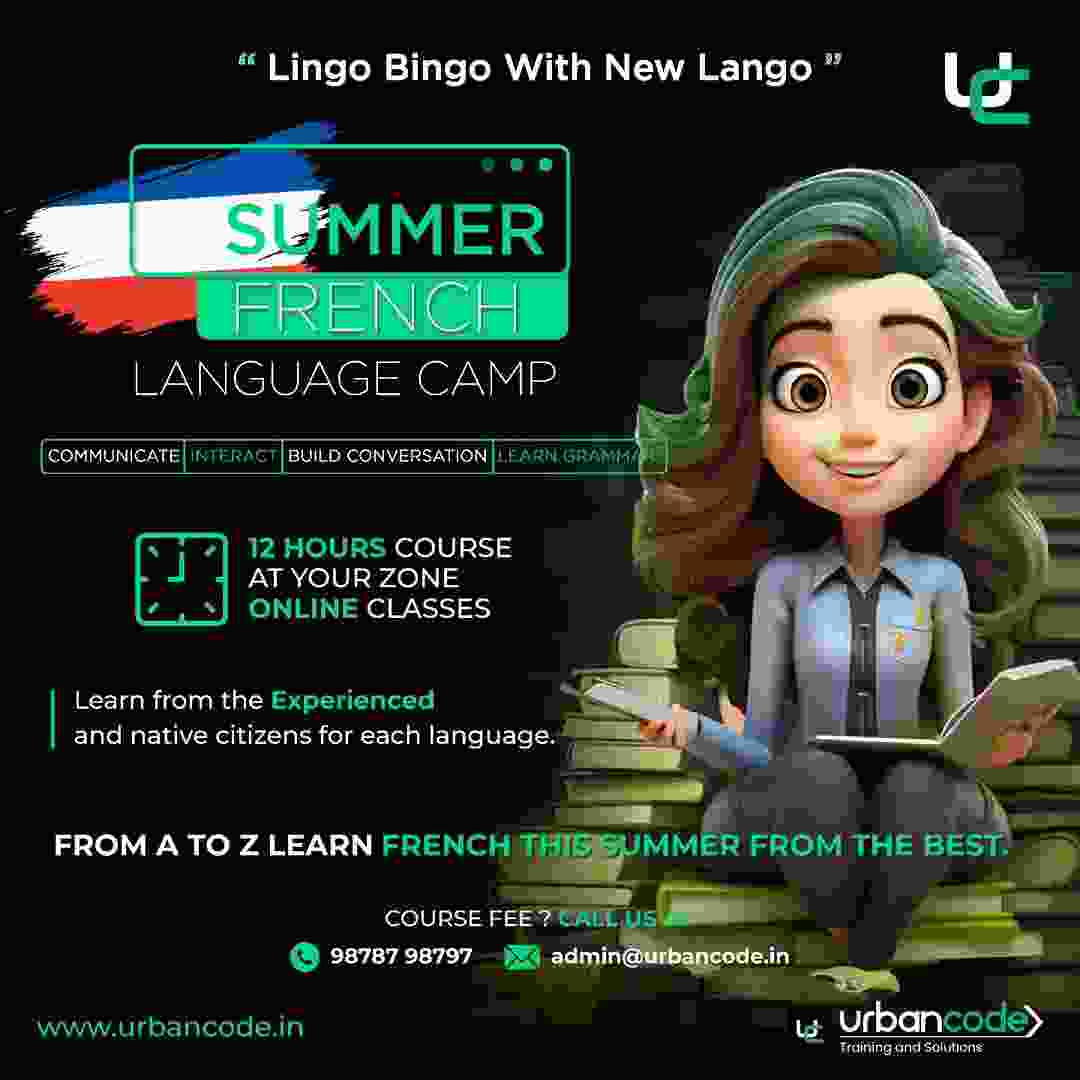 “ Lingo Bingo With New Lango ”
UC
SUMMER
FRENCH
LANGUAGE CAMP
COMMUNICATE INTERACT BUILD CONVERSATION LEARN GRAMMAR
12 HOURS COURSE
AT YOUR ZONE
ONLINE CLASSES
Learn from the Experienced
and native citizens for each language.
FROM A TO Z LEARN FRENCH THIS SUMMER FROM THE BEST.
COURSE FEE ? CALL US
98787 98797 admin@urbancode.in
www.urbancode.in
UC urbancode
Training and Solutions